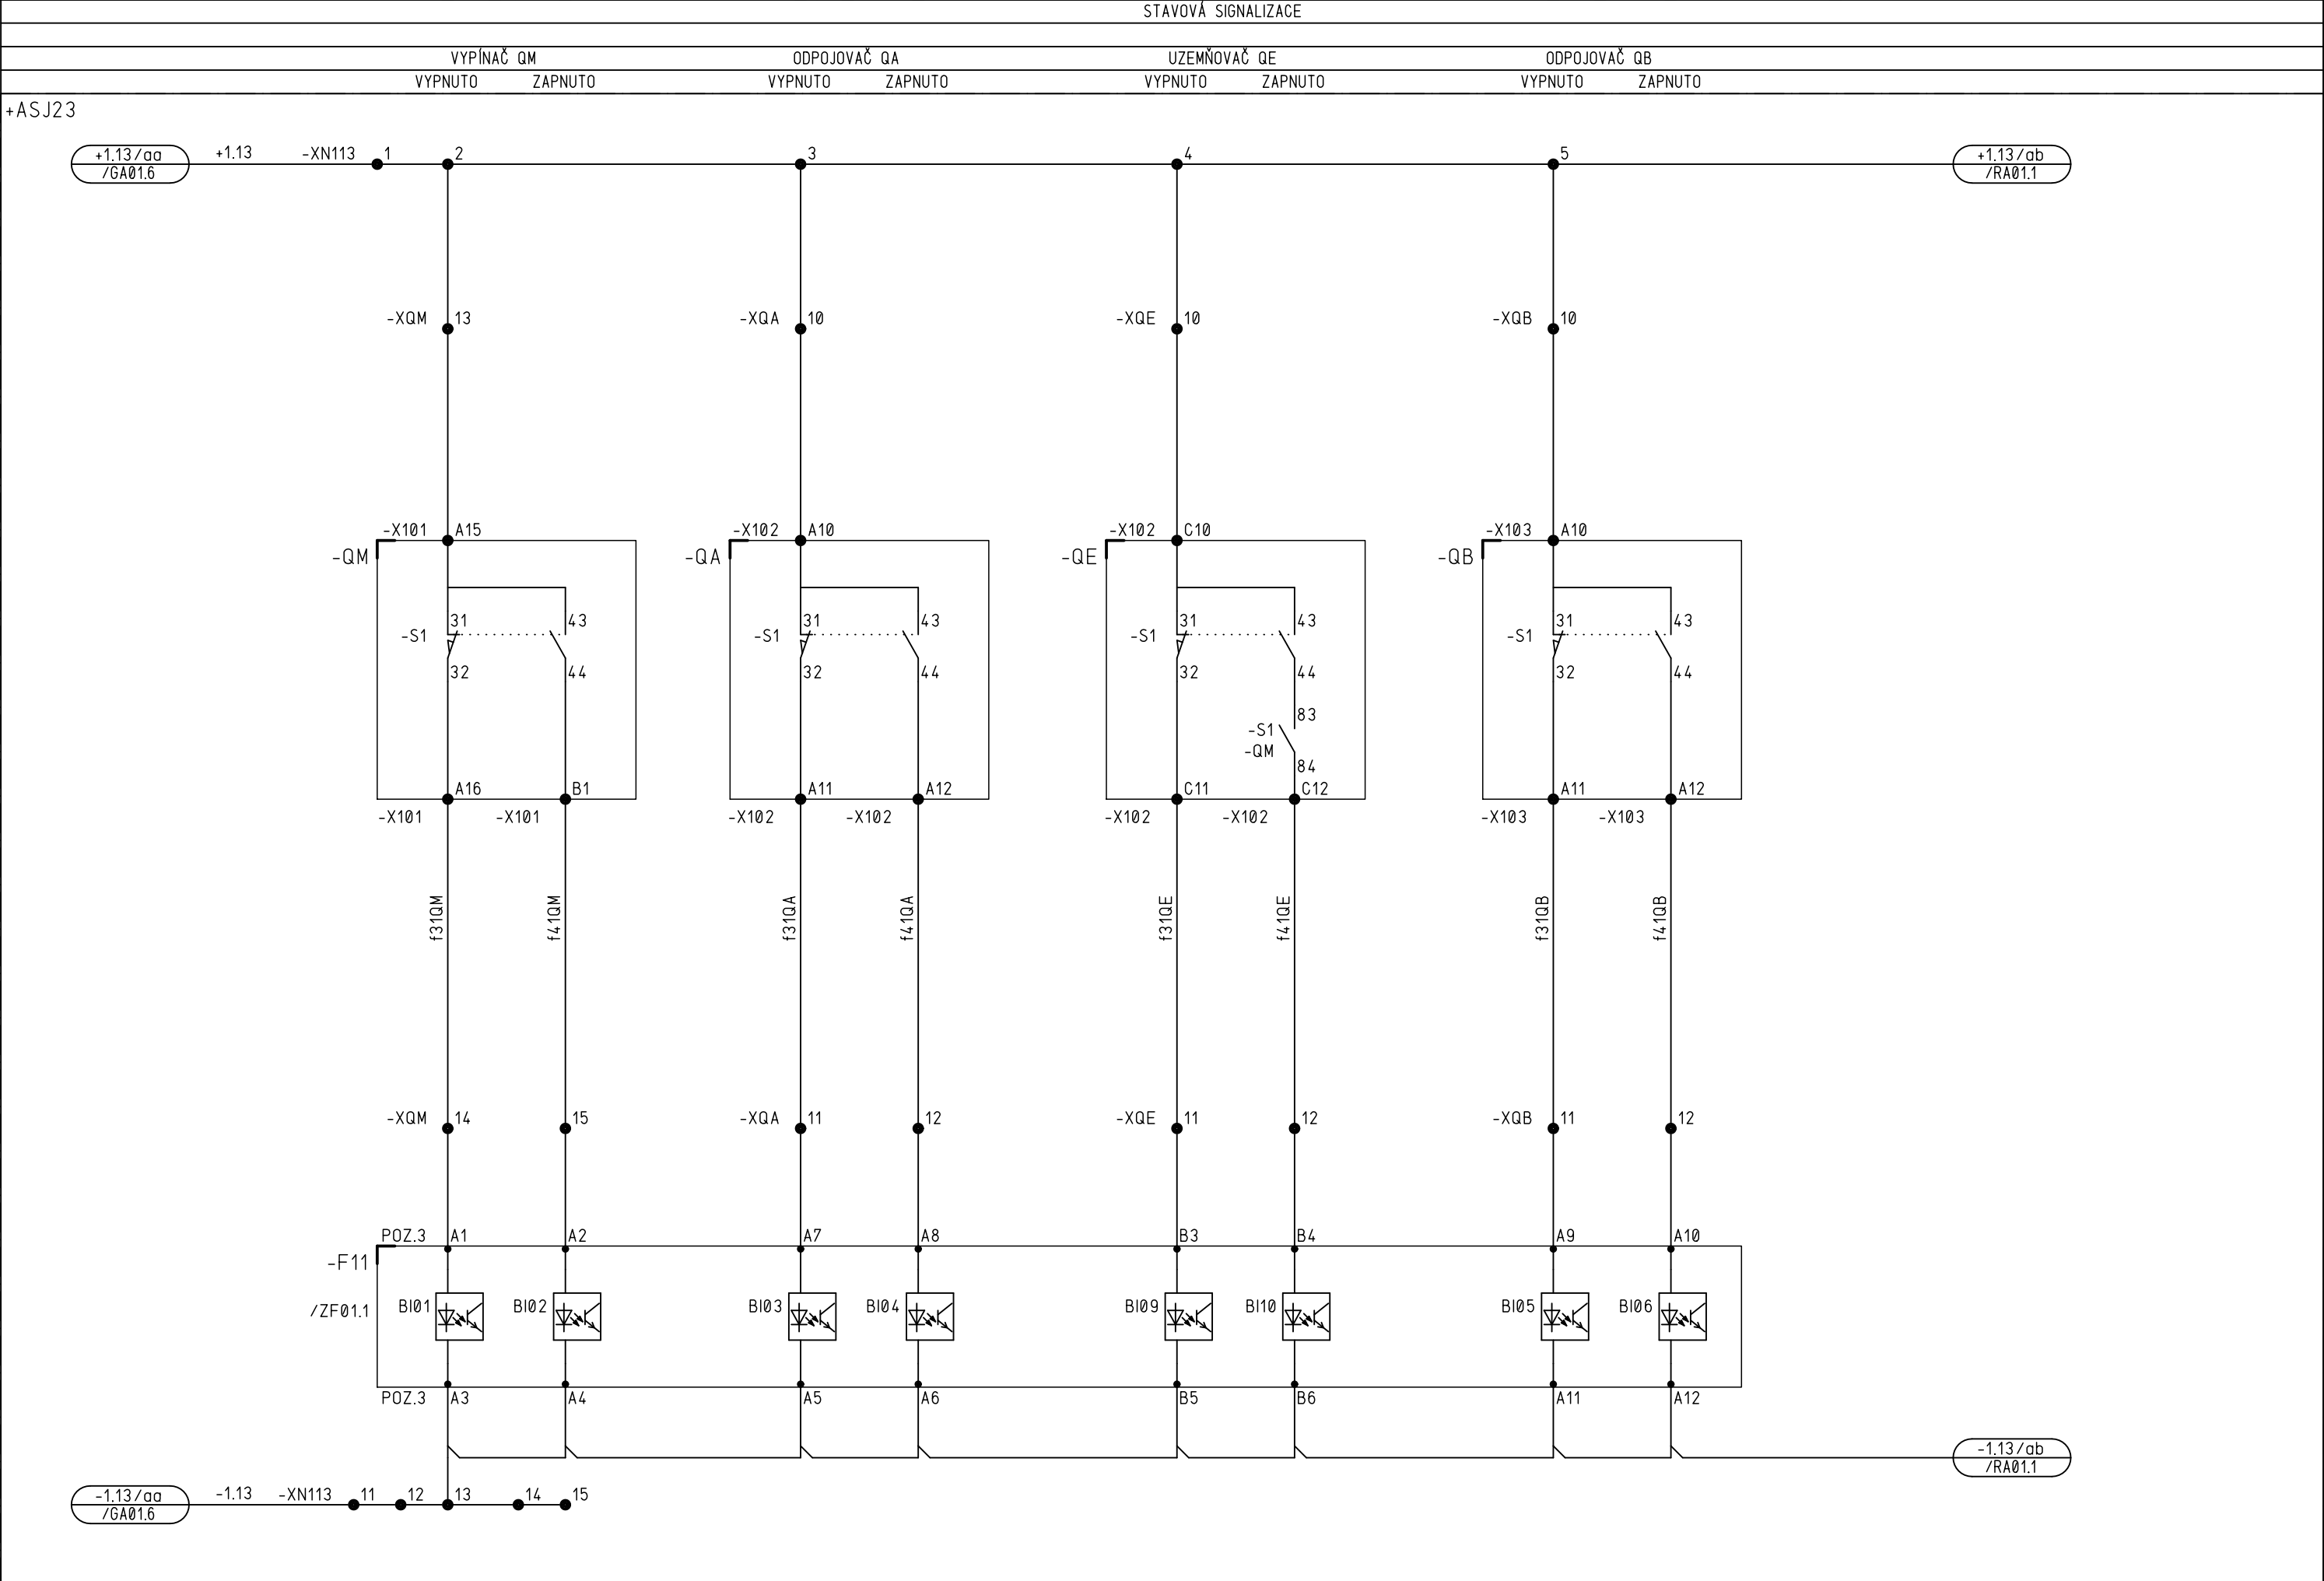 STAVOVÁ SIGNALIZACE
VYPÍNAČ QM ODPOJOVAČ QA UZEMŇOVAČ QE ODPOJOVAČ QB
VYPNUTO ZAPNUTO VYPNUTO ZAPNUTO VYPNUTO ZAPNUTO VYPNUTO ZAPNUTO
+ASJ23
+1.13/aa +1.13 -XN113 1 2 3 4 5 +1.13/ab
/GA01.6 /RA01.1
-XQM 13 -XQA 10 -XQE 10 -XQB 10
-X101 A15 -X102 A10 -X102 C10 -X103 A10
-QM -QA -QE -QB
31 43 31 43 31 43 31 43
-S1 -S1 -S1 -S1
32 44 32 44 32 44 32 44
83
-S1
-QM
84
A16 B1 A11 A12 C11 C12 A11 A12
-X101 -X101 -X102 -X102 -X102 -X102 -X103 -X103
f31QM f41QM f31QA f41QA f31QE f41QE f31QB f41QB
-XQM 14 15 -XQA 11 12 -XQE 11 12 -XQB 11 12
POZ.3 A1 A2 A7 A8 B3 B4 A9 A10
-F11
/ZF01.1 BI01 BI02 BI03 BI04 BI09 BI10 BI05 BI06
POZ.3 A3 A4 A5 A6 B5 B6 A11 A12
-1.13/ab
/RA01.1
-1.13/aa -1.13 -XN113 11 12 13 14 15
/GA01.6